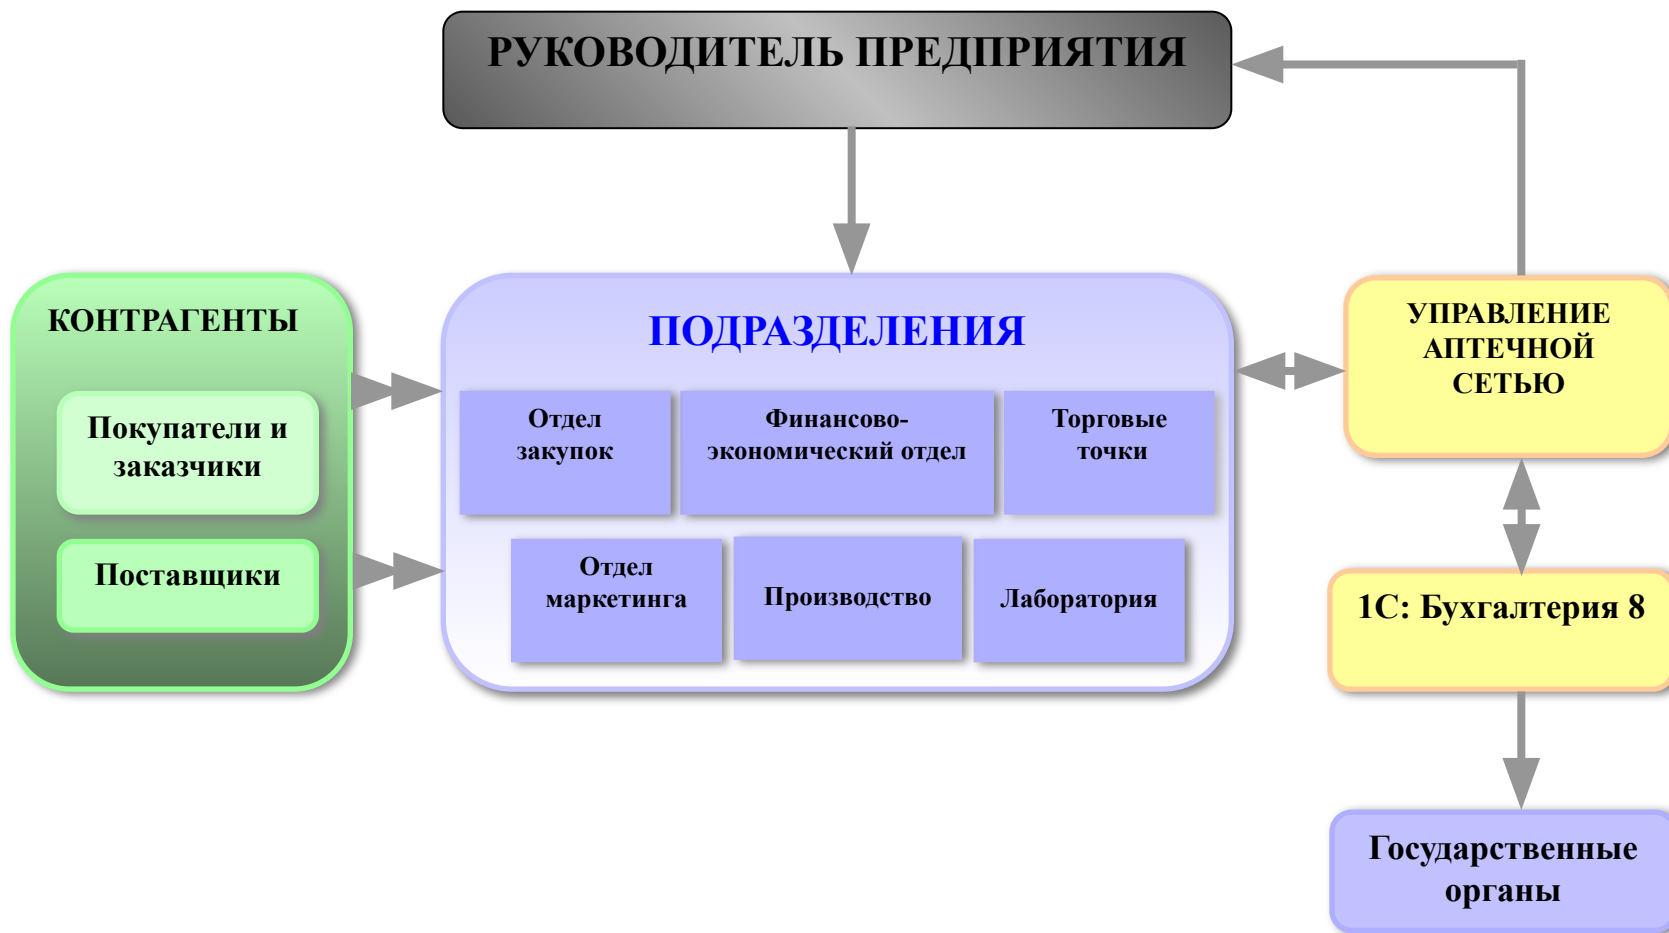 РУКОВОДИТЕЛЬ ПРЕДПРИЯТИЯ
КОНТРАГЕНТЫ
Покупатели и
заказчики
Поставщики
ПОДРАЗДЕЛЕНИЯ
Отдел
закупок
Финансово-
экономический отдел
Торговые
точки
Отдел
маркетинга
Производство
Лаборатория
УПРАВЛЕНИЕ
АПТЕЧНОЙ
СЕТЬЮ
1С: Бухгалтерия 8
Государственные
органы